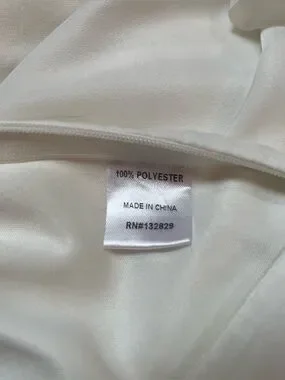 100% POLYESTER
MADE IN CHINA
RN#132829